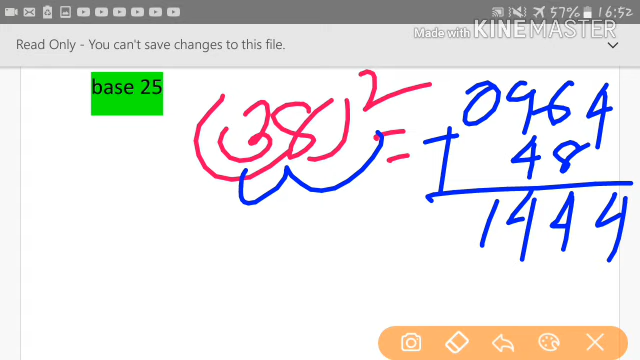 57% 16:52
Made with KINEMASTER
Read Only - You can't save changes to this file.
base 25
(38)² =
0964
+ 48
1444